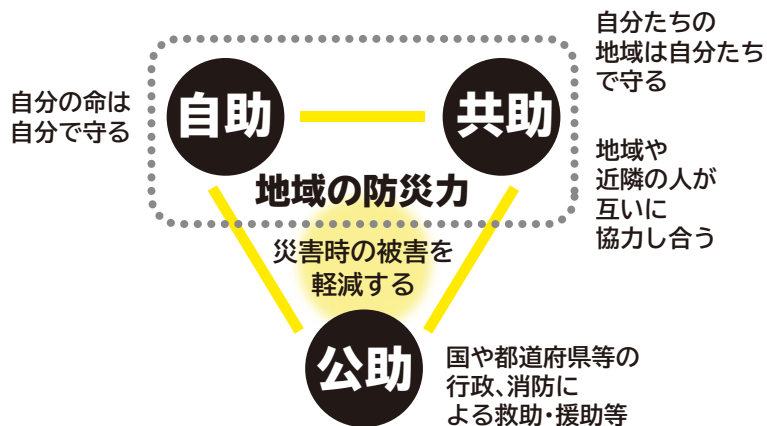 自分の命は
自分で守る
自助
共助
自分たちの
地域は自分たち
で守る
地域や
近隣の人が
互いに
協力し合う
地域の防災力
災害時の被害を
軽減する
公助
国や都道府県等の
行政、消防に
よる救助・援助等